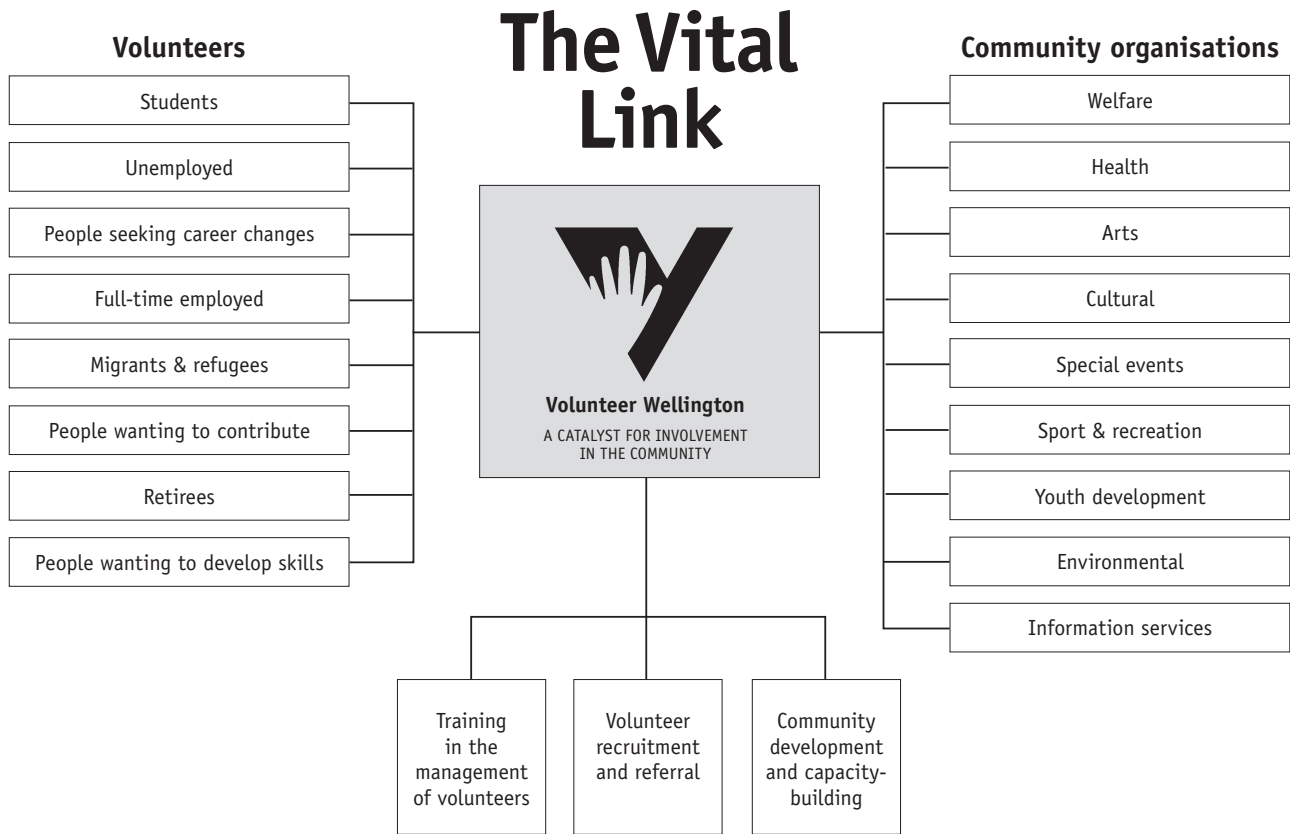 The Vital
Link
Volunteers
Students
Unemployed
People seeking career changes
Full-time employed
Migrants & refugees
People wanting to contribute
Retirees
People wanting to develop skills
Volunteer Wellington
A CATALYST FOR INVOLVEMENT
IN THE COMMUNITY
Community organisations
Welfare
Health
Arts
Cultural
Special events
Sport & recreation
Youth development
Environmental
Information services
Training
in the
management
of volunteers
Volunteer
recruitment
and referral
Community
development
and capacity-
building